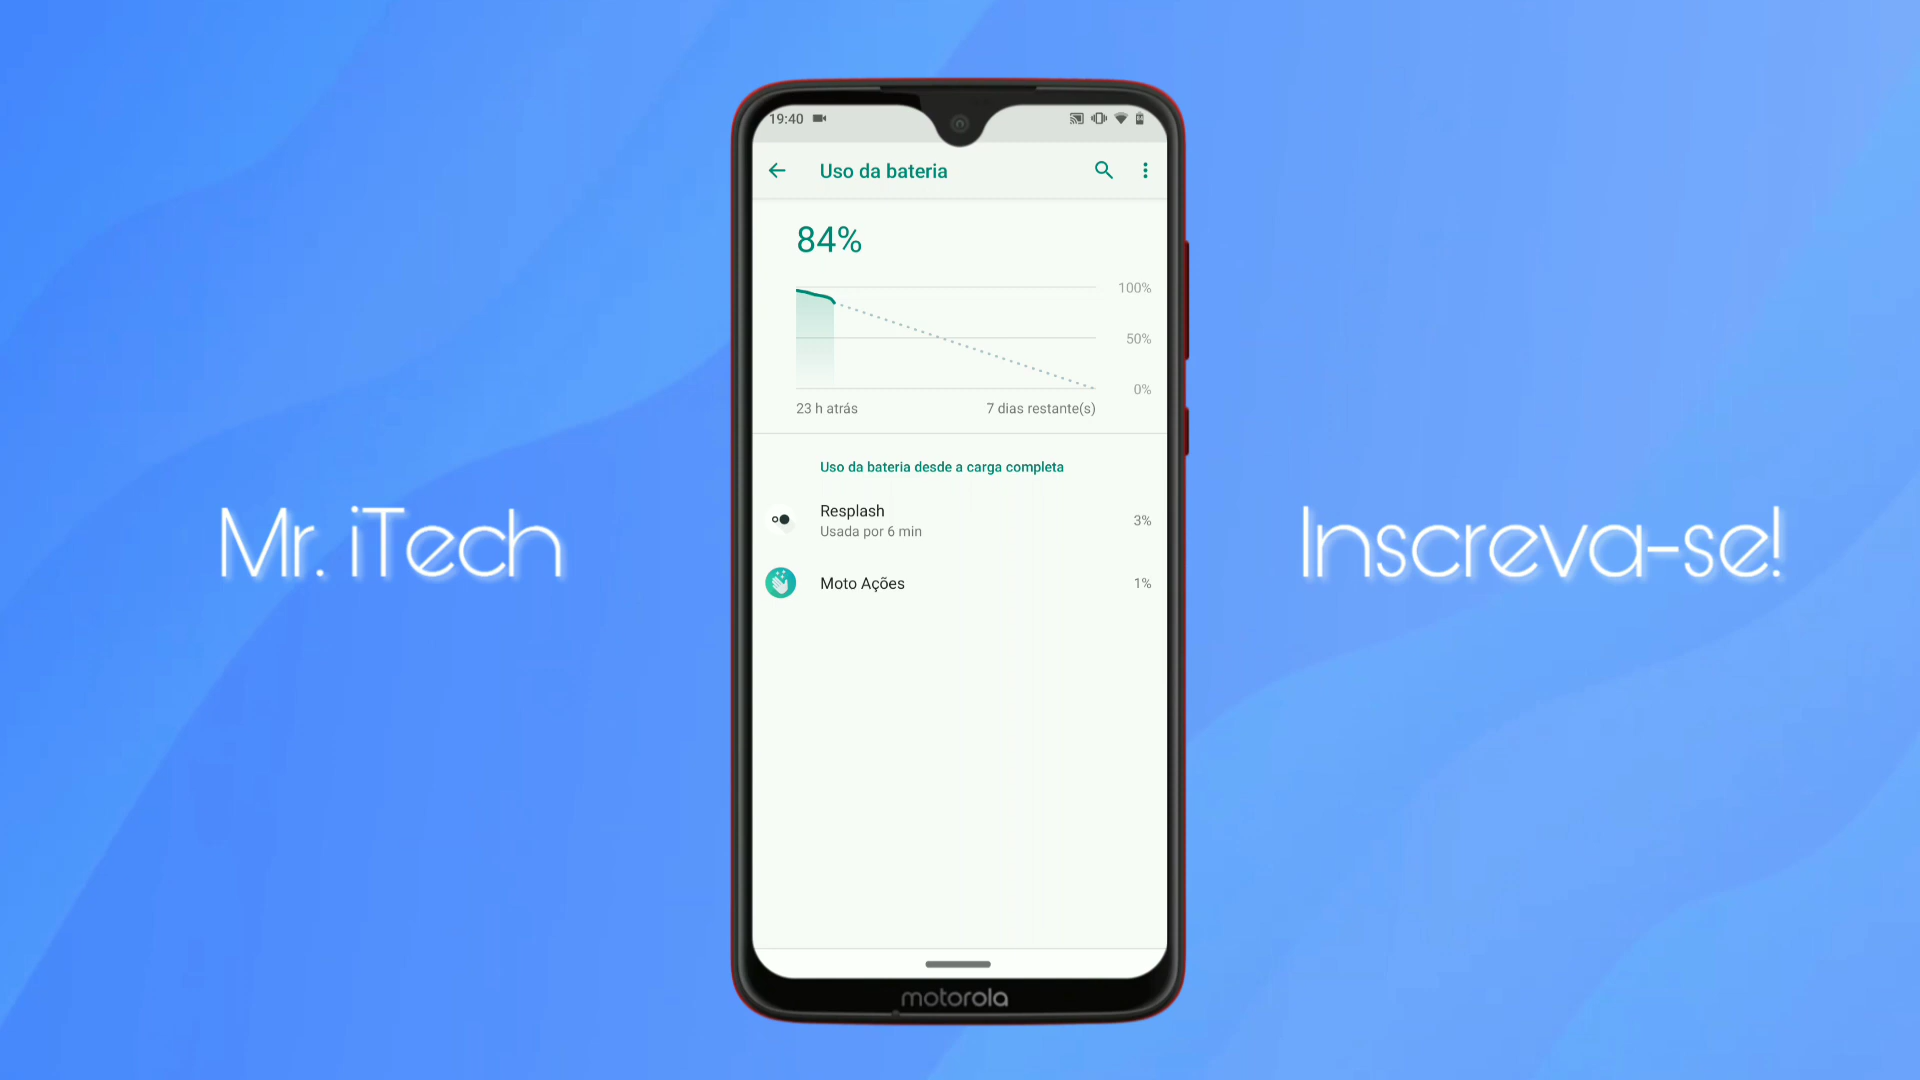 19:40
Uso da bateria
84%
100%
50%
0%
23 h atrás
7 dias restante(s)
Uso da bateria desde a carga completa
Resplash
Usada por 6 min
3%
Moto Ações
1%
Mr. iTech
Inscreva-se!
motorola